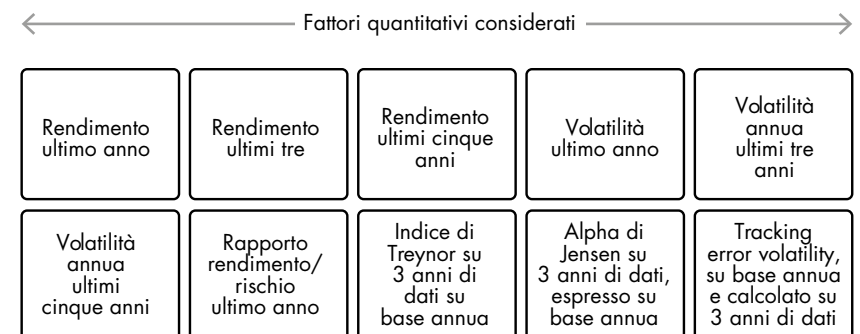 Fattori quantitativi considerati
Rendimento
ultimo anno
Rendimento
ultimi tre
Rendimento
ultimi cinque
anni
Volatilità
ultimo anno
Volatilità
annua
ultimi tre
anni
Volatilità
annua
ultimi
cinque anni
Rapporto
rendimento/
rischio
ultimo anno
Indice di
Treynor su
3 anni di
dati su
base annua
Alpha di
Jensen su
3 anni di dati,
espresso su
base annua
Tracking
error volatility,
su base annua
e calcolato su
3 anni di dati